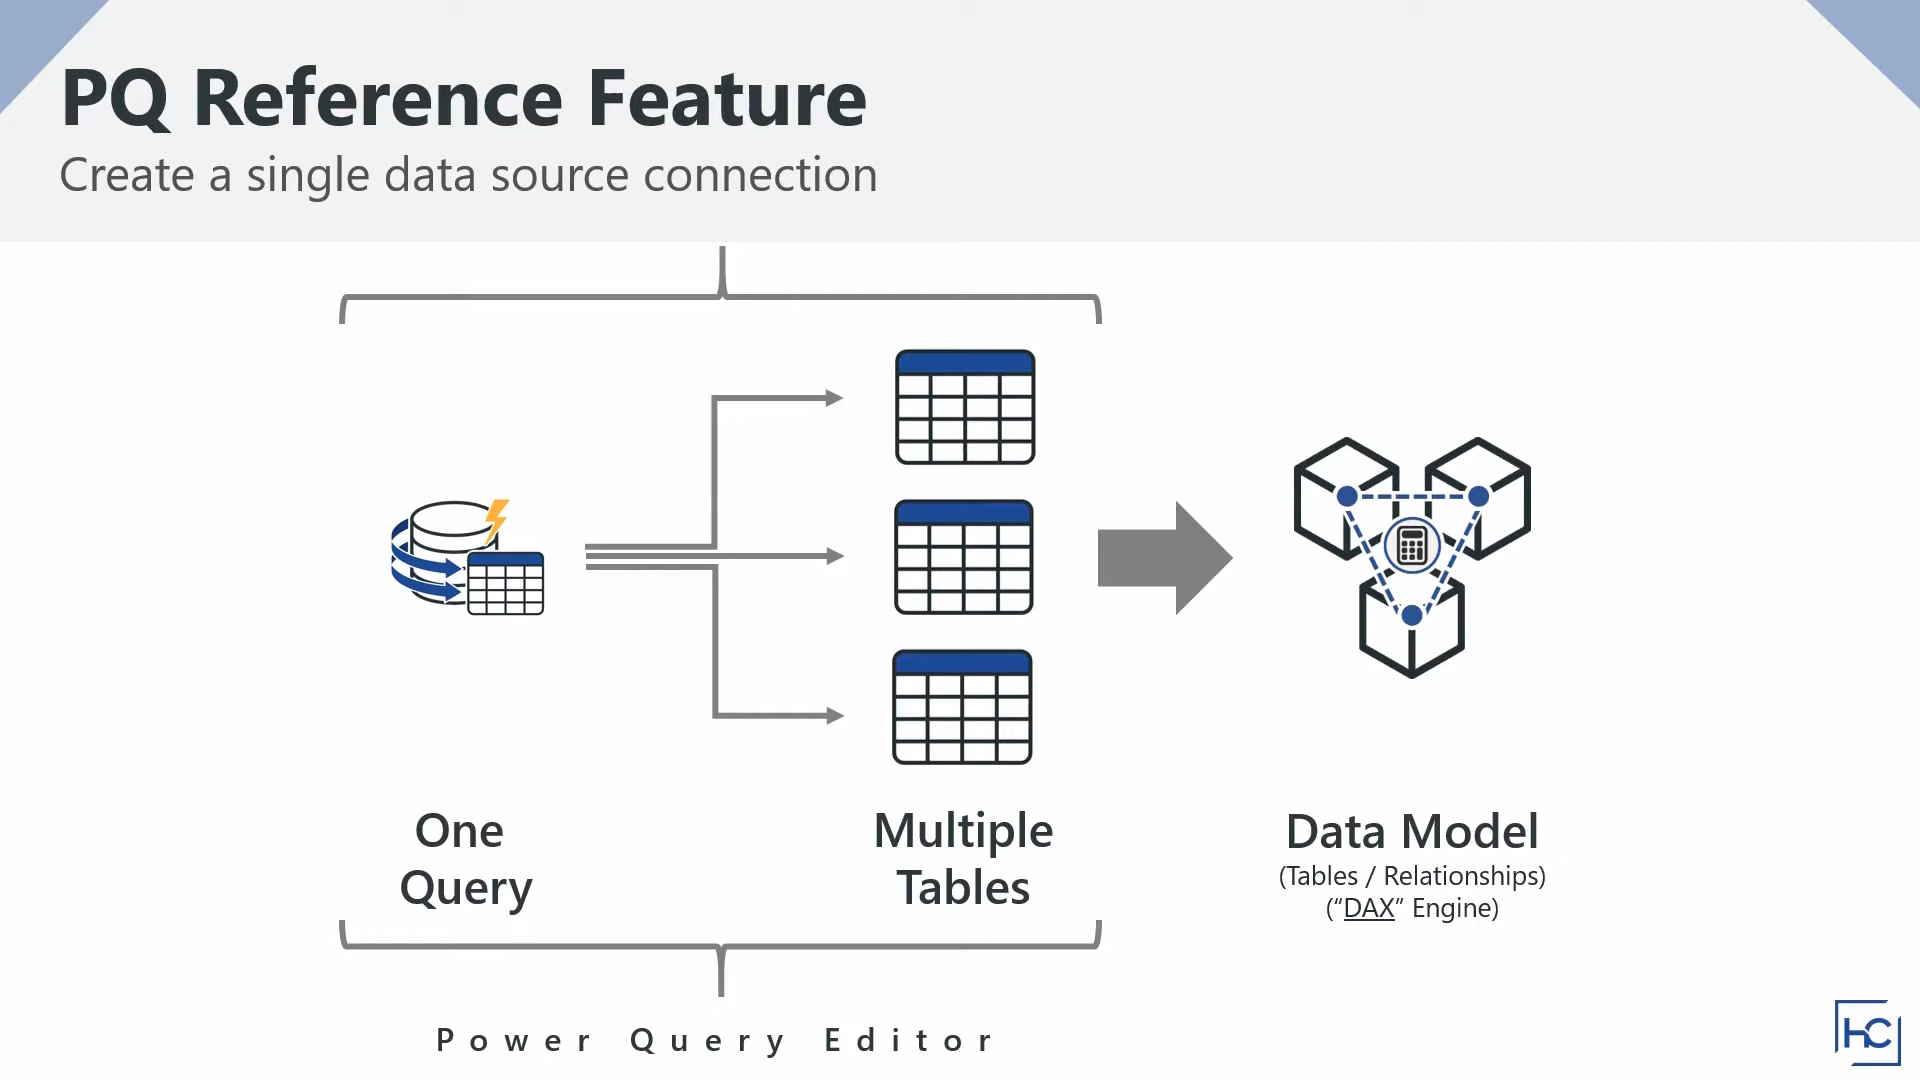 PQ Reference Feature
Create a single data source connection
One
Query
Multiple
Tables
Data Model
(Tables / Relationships)
(“DAX” Engine)
Power Query Editor
HC